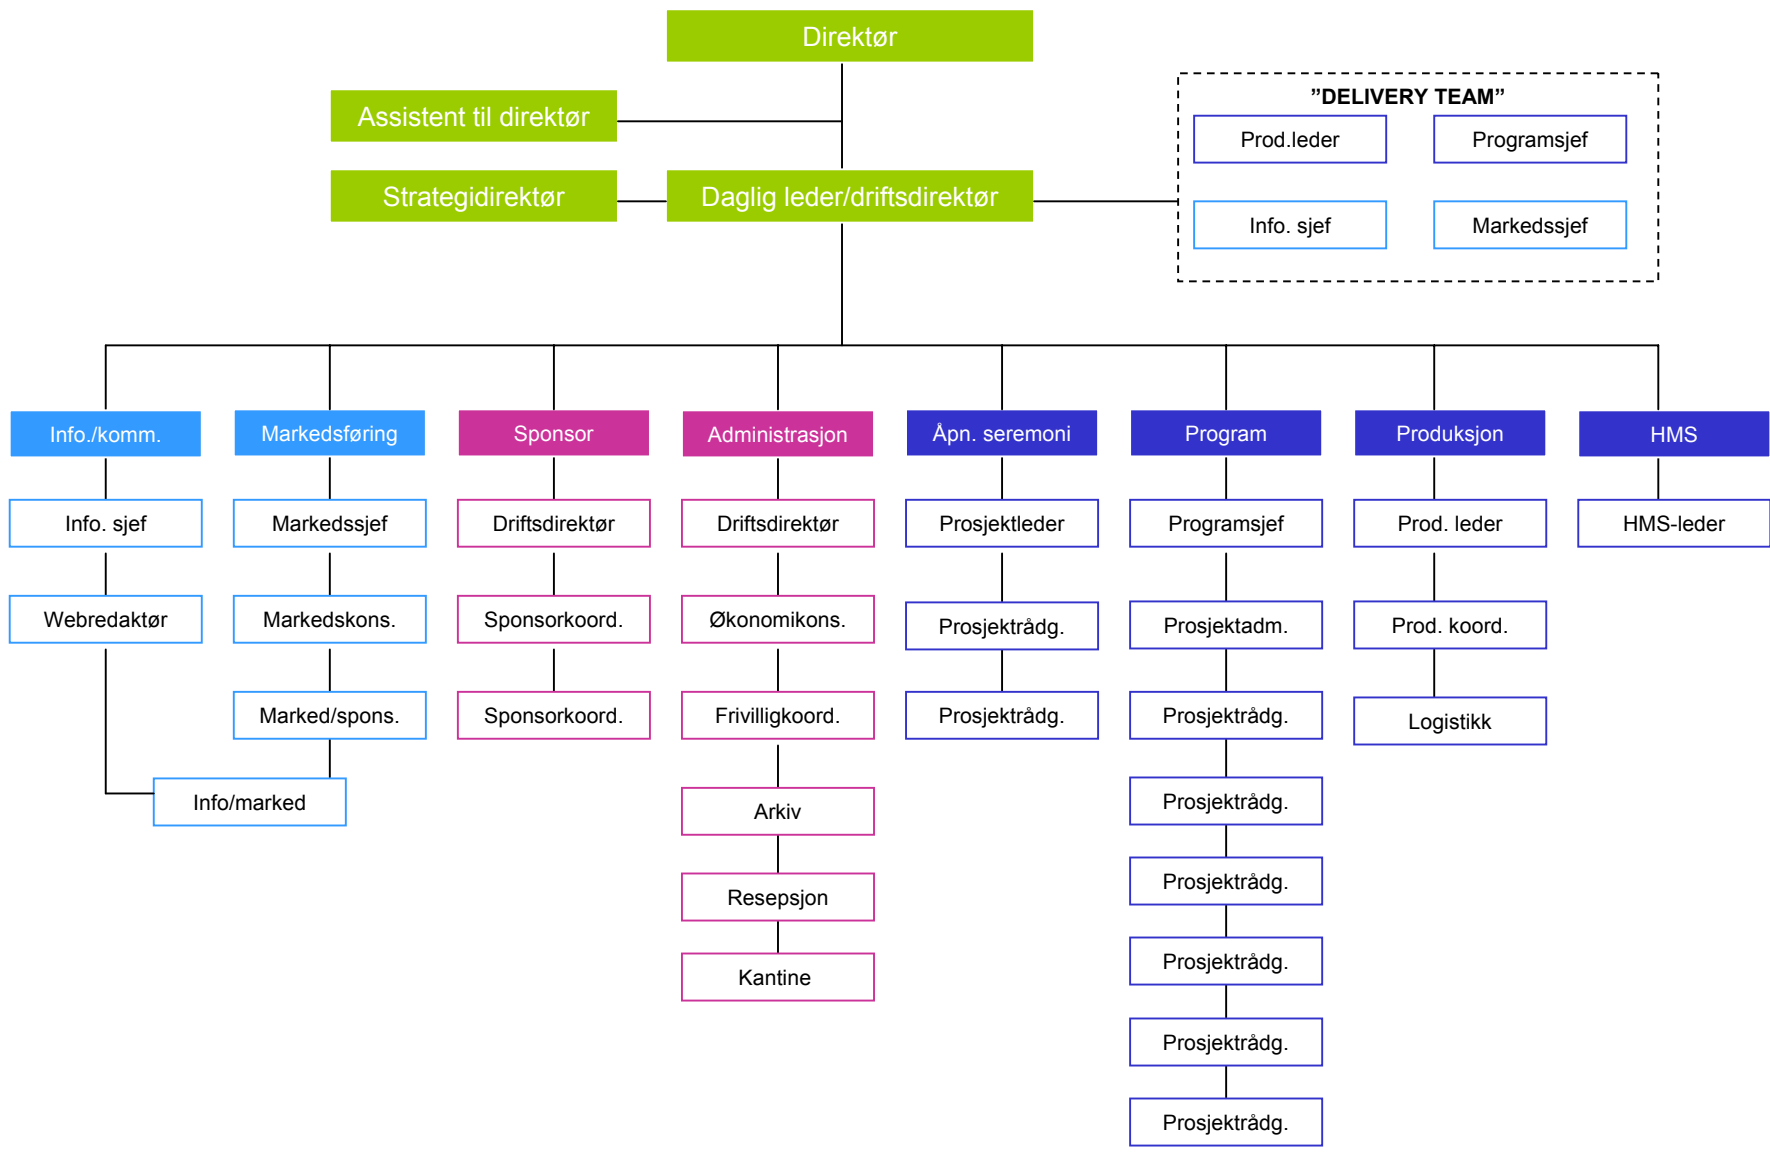 Direktør
Assistent til direktør
Strategidirektør
Daglig leder/driftsdirektør
”DELIVERY TEAM”
Prod.leder
Programsjef
Info. sjef
Markedssjef
Info./komm.
Markedsføring
Sponsor
Administrasjon
Åpn. seremoni
Program
Produksjon
HMS
Info. sjef
Markedssjef
Driftsdirektør
Driftsdirektør
Prosjektleder
Programsjef
Prod. leder
HMS-leder
Webredaktør
Markedskons.
Sponsorkoord.
Økonomikons.
Prosjektrådg.
Prosjektadm.
Prod. koord.
Marked/spons.
Sponsorkoord.
Frivilligkoord.
Prosjektrådg.
Prosjektrådg.
Logistikk
Info/marked
Arkiv
Prosjektrådg.
Resepsjon
Prosjektrådg.
Kantine
Prosjektrådg.
Prosjektrådg.
Prosjektrådg.